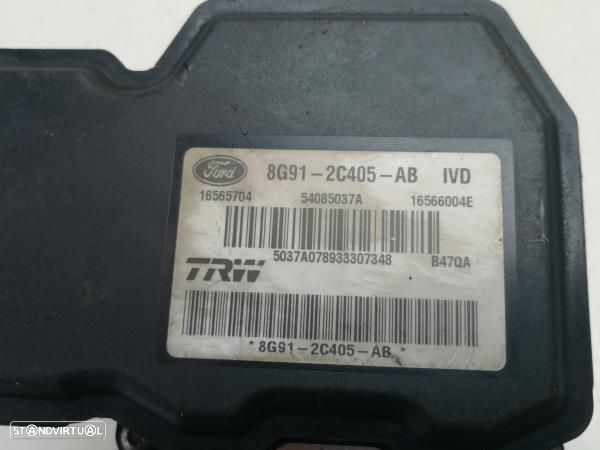 Ford 8G91-2C405-AB IVD
16565704 54085037A 16566004E
5037A078933307348 B47QA
TRW
*8G91-2C405-AB*
STANDVIRTUAL